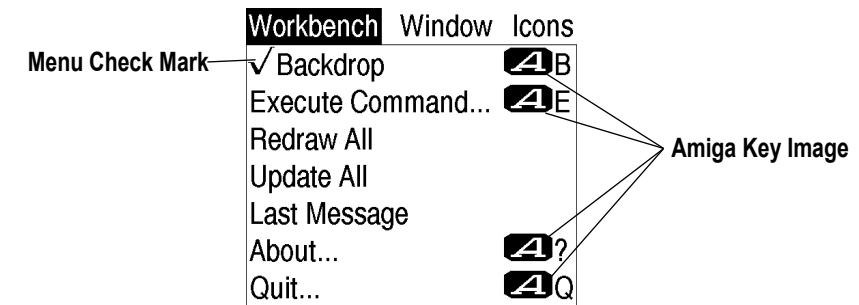 Workbench Window Icons
Menu Check Mark
✓ Backdrop A B
Execute Command... A E
Redraw All
Amiga Key Image
Update All
Last Message
About... A ?
Quit... A Q